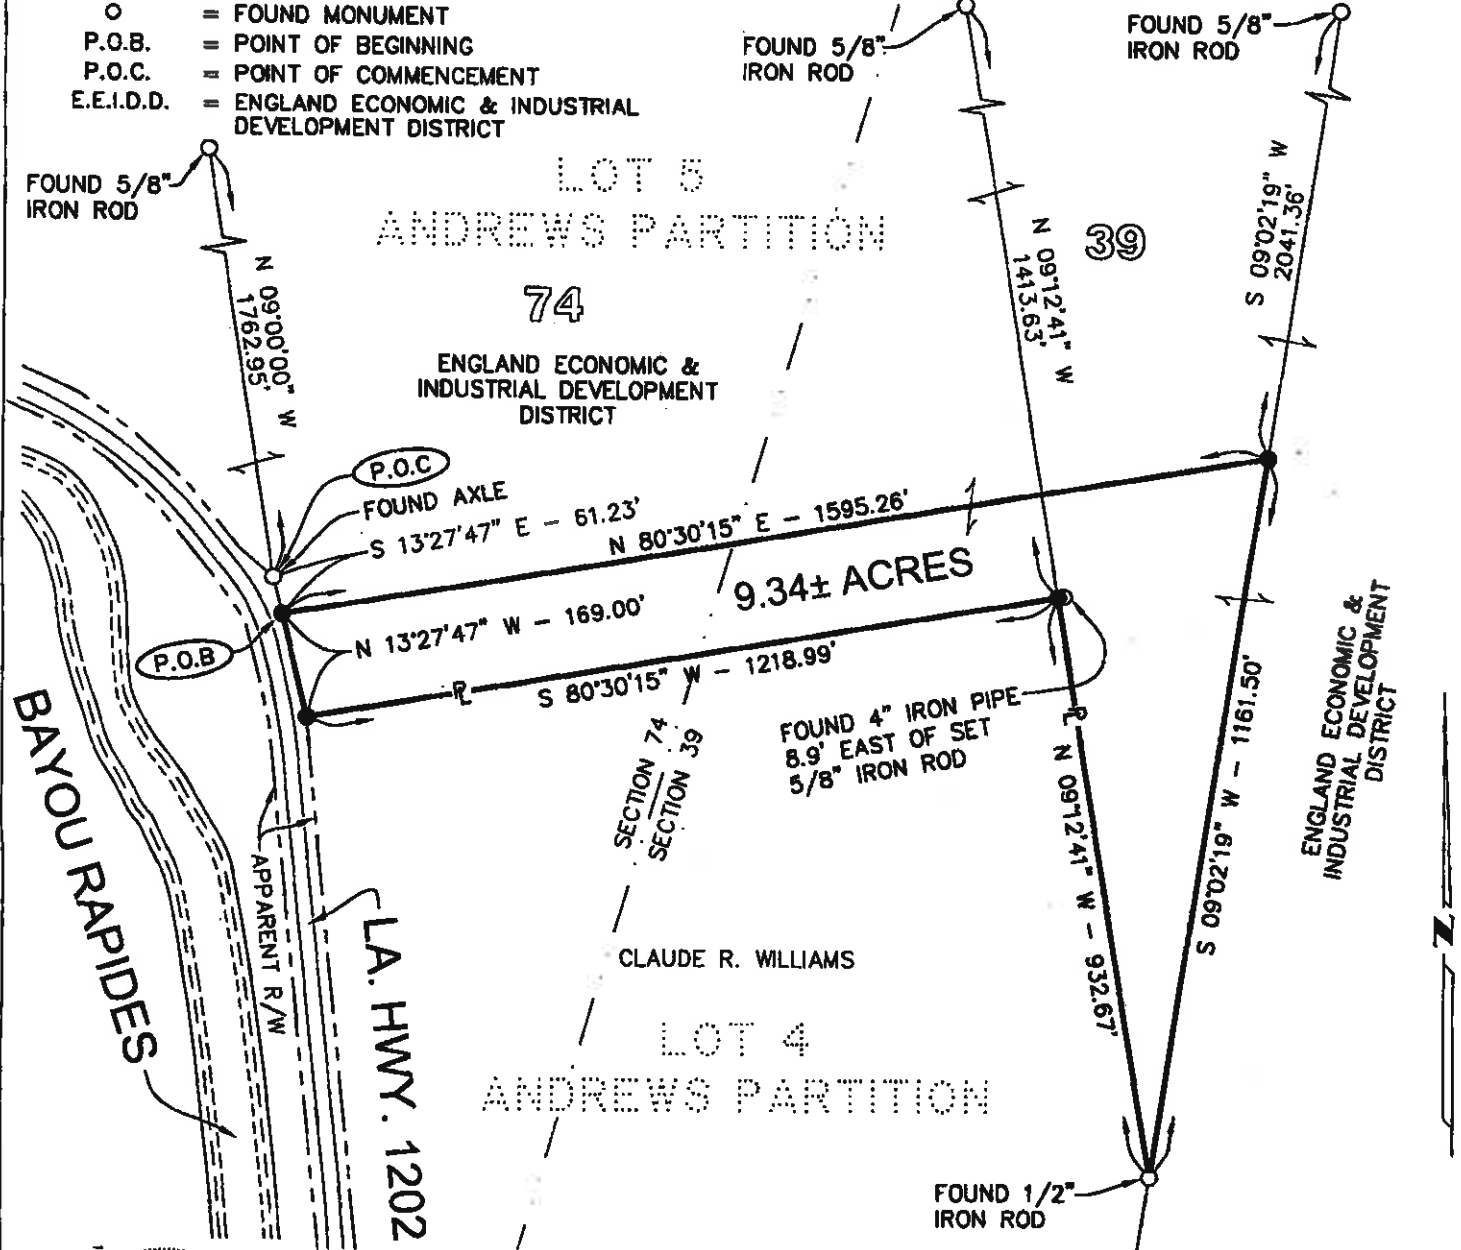 O = FOUND MONUMENT
P.O.B. = POINT OF BEGINNING
P.O.C. = POINT OF COMMENCEMENT
E.E.I.D.D. = ENGLAND ECONOMIC & INDUSTRIAL
DEVELOPMENT DISTRICT
FOUND 5/8"
IRON ROD
FOUND 5/8"
IRON ROD
FOUND 5/8"
IRON ROD
LOT 5
ANDREWS PARTITION
74
39
ENGLAND ECONOMIC &
INDUSTRIAL DEVELOPMENT
DISTRICT
N 09°00'00" W
1762.95'
N 09°12'41" W
1413.63'
S 09°02'19" W
2041.36'
P.O.C
FOUND AXLE
S 13°27'47" E - 61.23'
N 80°30'15" E - 1595.26'
9.34± ACRES
N 13°27'47" W - 169.00'
P.O.B
PL
S 80°30'15" W - 1218.99'
FOUND 4" IRON PIPE
8.9' EAST OF SET
5/8" IRON ROD
SECTION 74
SECTION 39
PL
N 09°12'41" W - 932.67'
S 09°02'19" W - 1161.50'
ENGLAND ECONOMIC &
INDUSTRIAL DEVELOPMENT
DISTRICT
BAYOU RAPIDES
APPARENT R/W
LA. HWY. 1202
CLAUDE R. WILLIAMS
LOT 4
ANDREWS PARTITION
FOUND 1/2"
IRON ROD
N